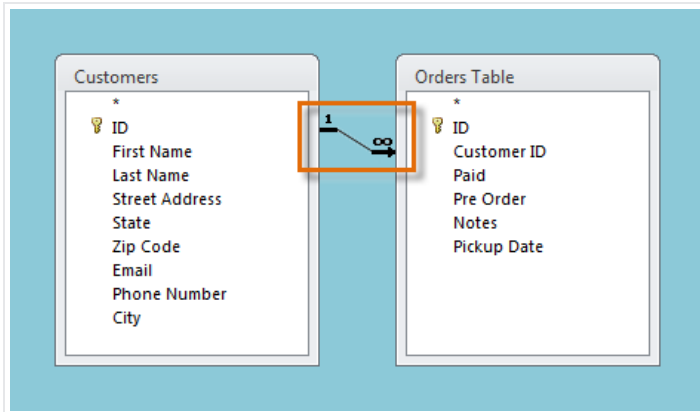 Customers
*
ID
First Name
Last Name
Street Address
State
Zip Code
Email
Phone Number
City
1
∞
Orders Table
*
ID
Customer ID
Paid
Pre Order
Notes
Pickup Date